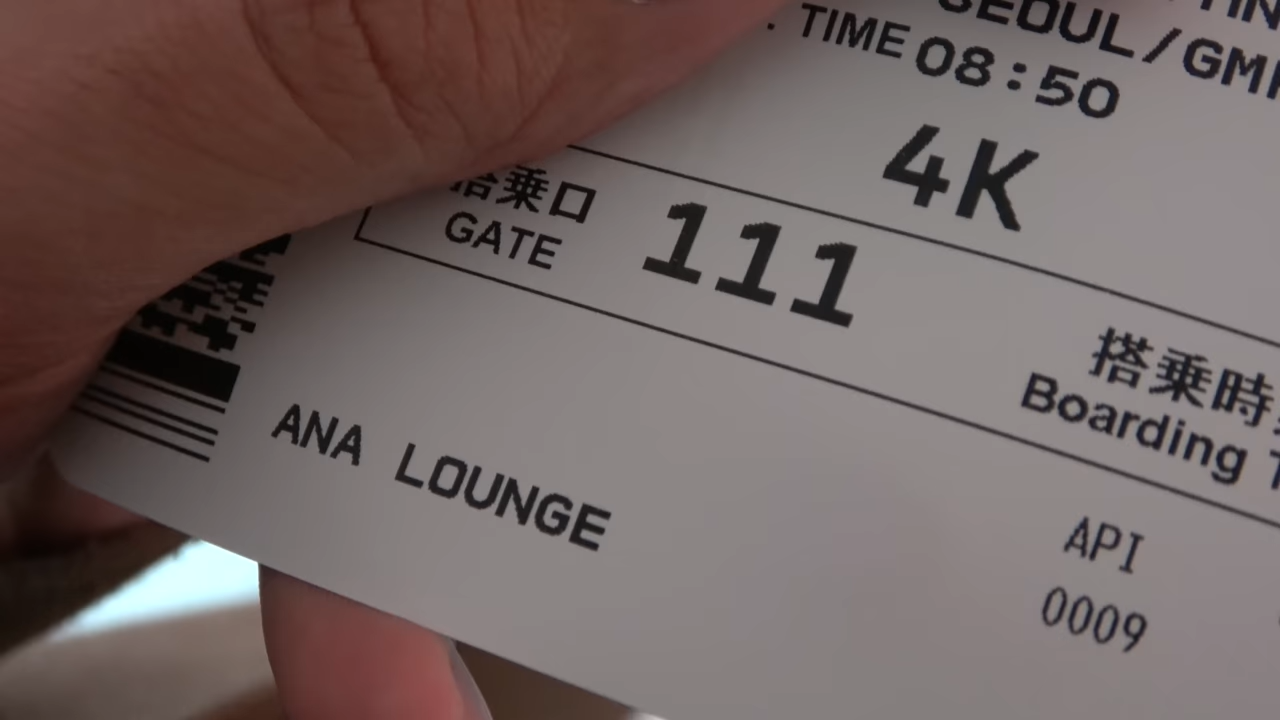 SEOUL/GMP
TIME 08:50
4K
搭乗口
GATE 111
搭乗時
Boarding
ANA LOUNGE
API
0009